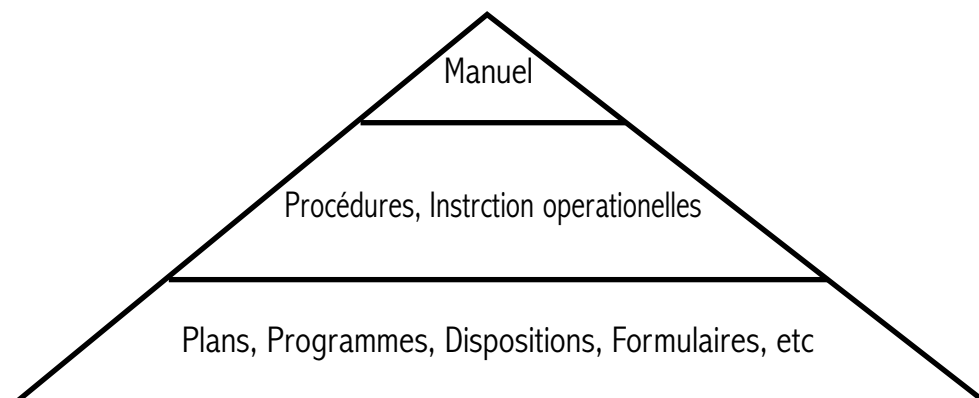 Manuel
Procédures, Instrction operationelles
Plans, Programmes, Dispositions, Formulaires, etc